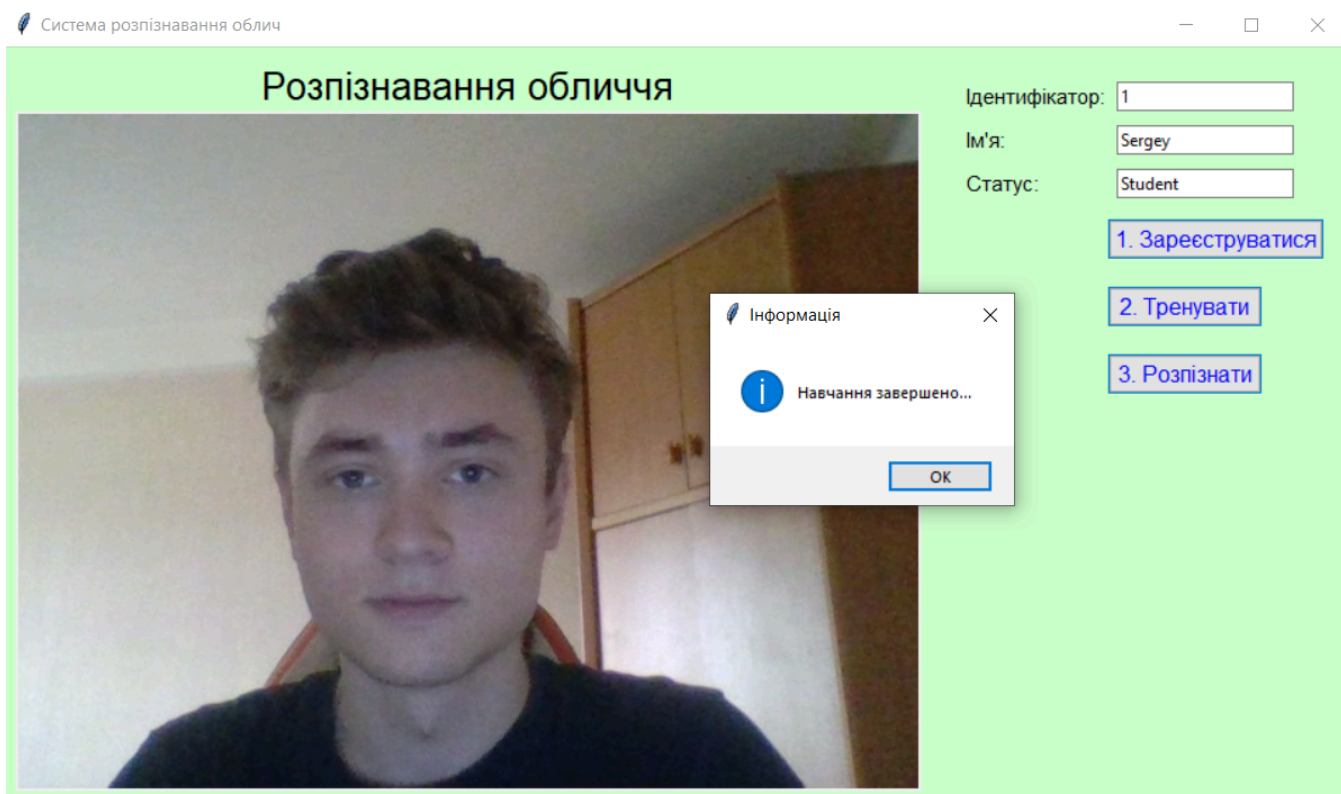 Система розпізнавання облич
Розпізнавання обличчя
Ідентифікатор: 1
Ім'я: Sergey
Статус: Student
1. Зареєструватися
2. Тренувати
3. Розпізнати
Інформація
Навчання завершено...
OK